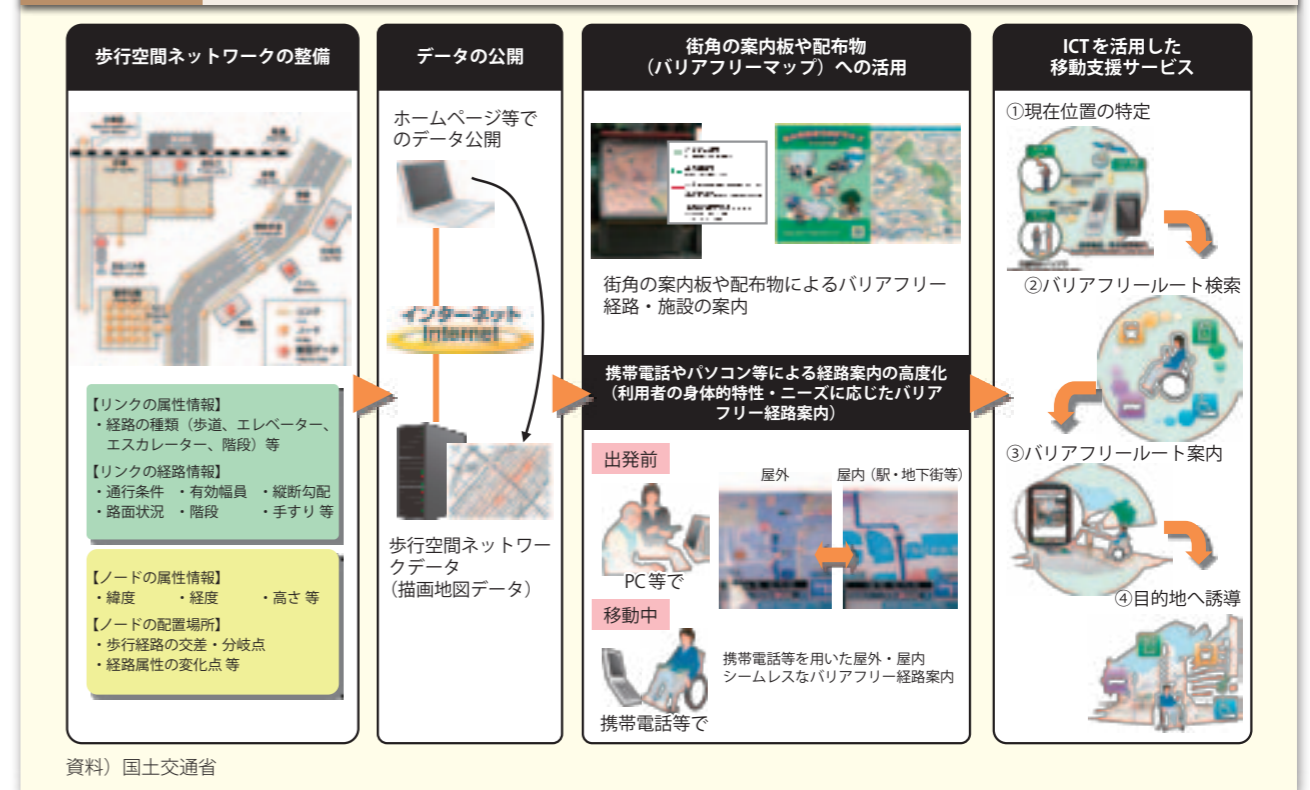 歩行空間ネットワークの整備
【リンクの属性情報】
・経路の種類（歩道、エレベーター、
エスカレーター、階段）等
【リンクの経路情報】
・通行条件 ・有効幅員 ・縦断勾配
・路面状況 ・階段 ・手すり 等
【ノードの属性情報】
・緯度 ・経度 ・高さ 等
【ノードの配置場所】
・歩行経路の交差・分岐点
・経路属性の変化点 等
データの公開
ホームページ等で
のデータ公開
インターネット
Internet
歩行空間ネットワー
クデータ
（描画地図データ）
街角の案内板や配布物
（バリアフリーマップ）への活用
街角の案内板や配布物によるバリアフリー
経路・施設の案内
携帯電話やパソコン等による経路案内の高度化
（利用者の身体的特性・ニーズに応じたバリア
フリー経路案内）
出発前
PC等で
屋外
屋内（駅・地下街等）
移動中
携帯電話等で
携帯電話等を用いた屋外・屋内
シームレスなバリアフリー経路案内
ICTを活用した
移動支援サービス
①現在位置の特定
②バリアフリールート検索
③バリアフリールート案内
④目的地へ誘導
資料）国土交通省